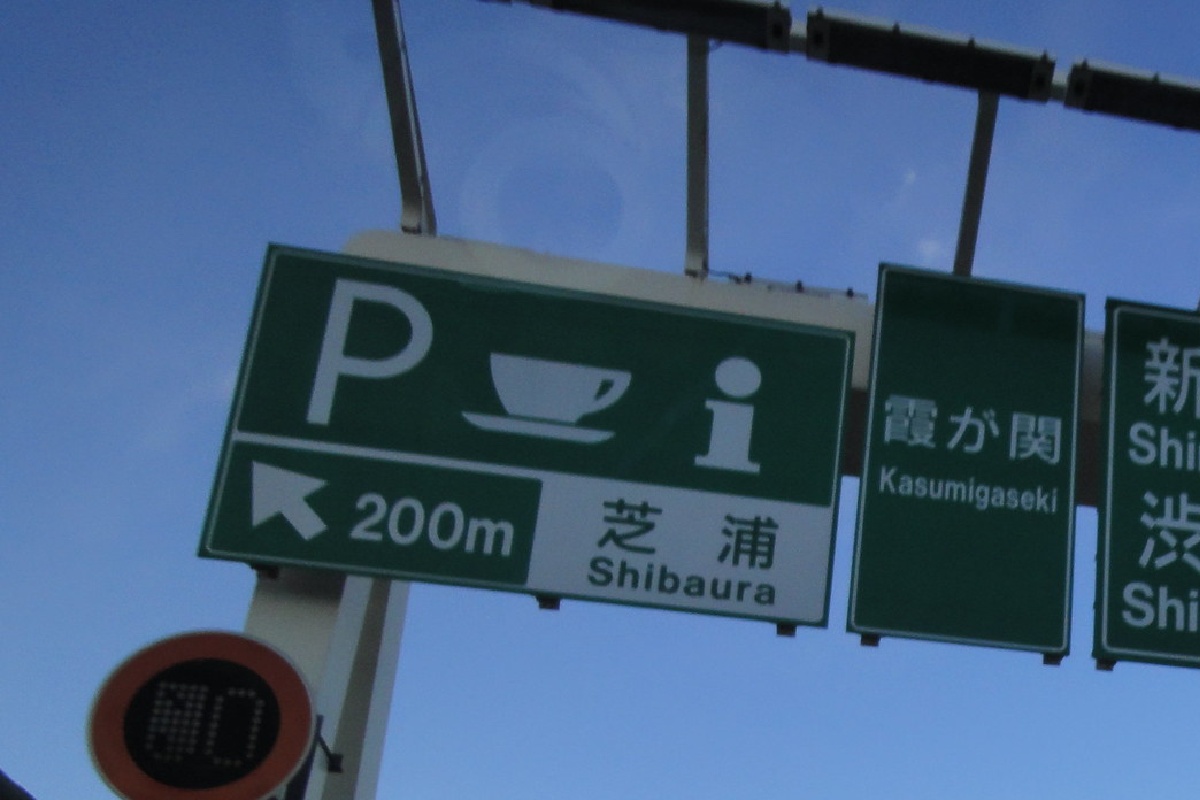 P i
200m
芝浦
Shibaura
霞が関
Kasumigaseki
新
Shi
渋
Shi